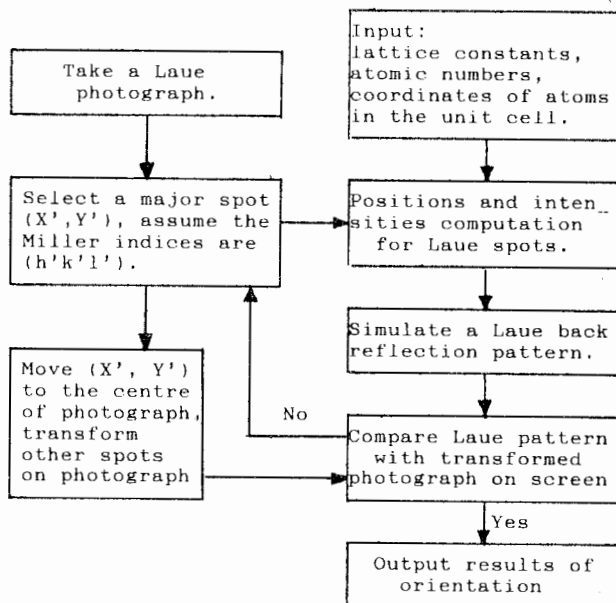 Take a Laue
photograph.
Input:
lattice constants,
atomic numbers,
coordinates of atoms
in the unit cell.
Select a major spot
(X',Y'), assume the
Miller indices are
(h'k'l').
Positions and inten-
sities computation
for Laue spots.
Simulate a Laue back
reflection pattern.
Move (X', Y')
to the centre
of photograph,
transform
other spots
on photograph
No
Compare Laue pattern
with transformed
photograph on screen
Yes
Output results of
orientation